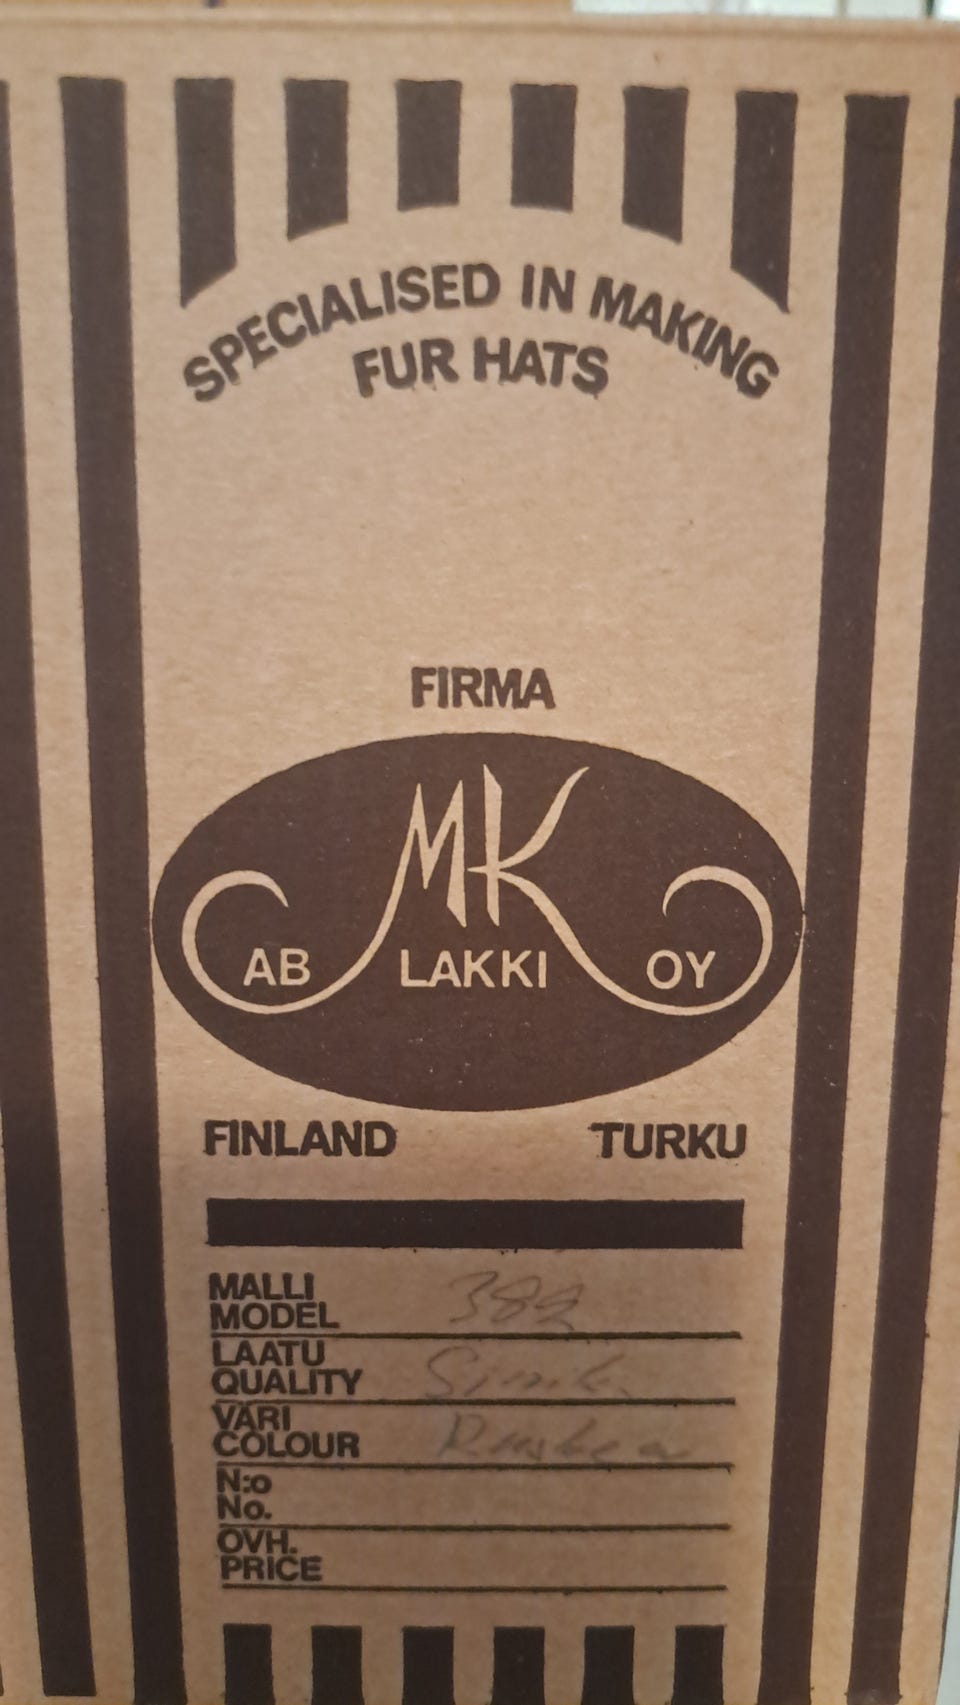 SPECIALISED IN MAKING
FUR HATS
FIRMA
MK
AB LAKKI OY
FINLAND TURKU
MALLI
MODEL
LAATU
QUALITY
VÄRI Ruskea
COLOUR
N:o
No.
OVH.
PRICE